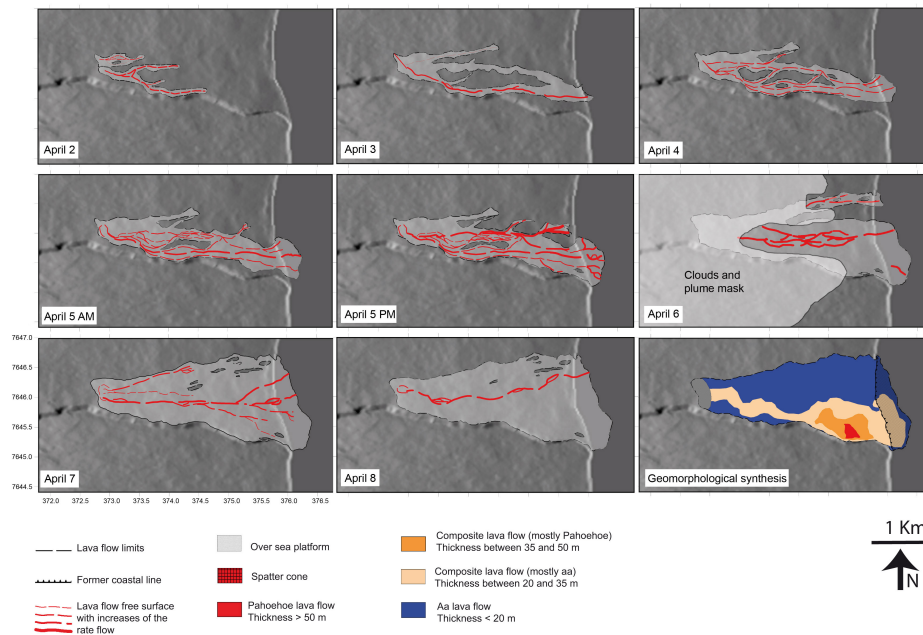 April 2
April 3
April 4
April 5 AM
April 5 PM
Clouds and
plume mask
April 6
7647.0
7646.0
7645.5
7645.0
7644.5
April 7
April 8
Geomorphological synthesis
372.0 372.5 373.0 373.5 374.0 374.5 375.0 375.5 376.0 376.5
Lava flow limits
Former coastal line
Lava flow free surface
with increases of the
rate flow
Over sea platform
Spatter cone
Pahoehoe lava flow
Thickness > 50 m
Composite lava flow (mostly Pahoehoe)
Thickness between 35 and 50 m
Composite lava flow (mostly aa)
Thickness between 20 and 35 m
Aa lava flow
Thickness < 20 m
1 Km
N